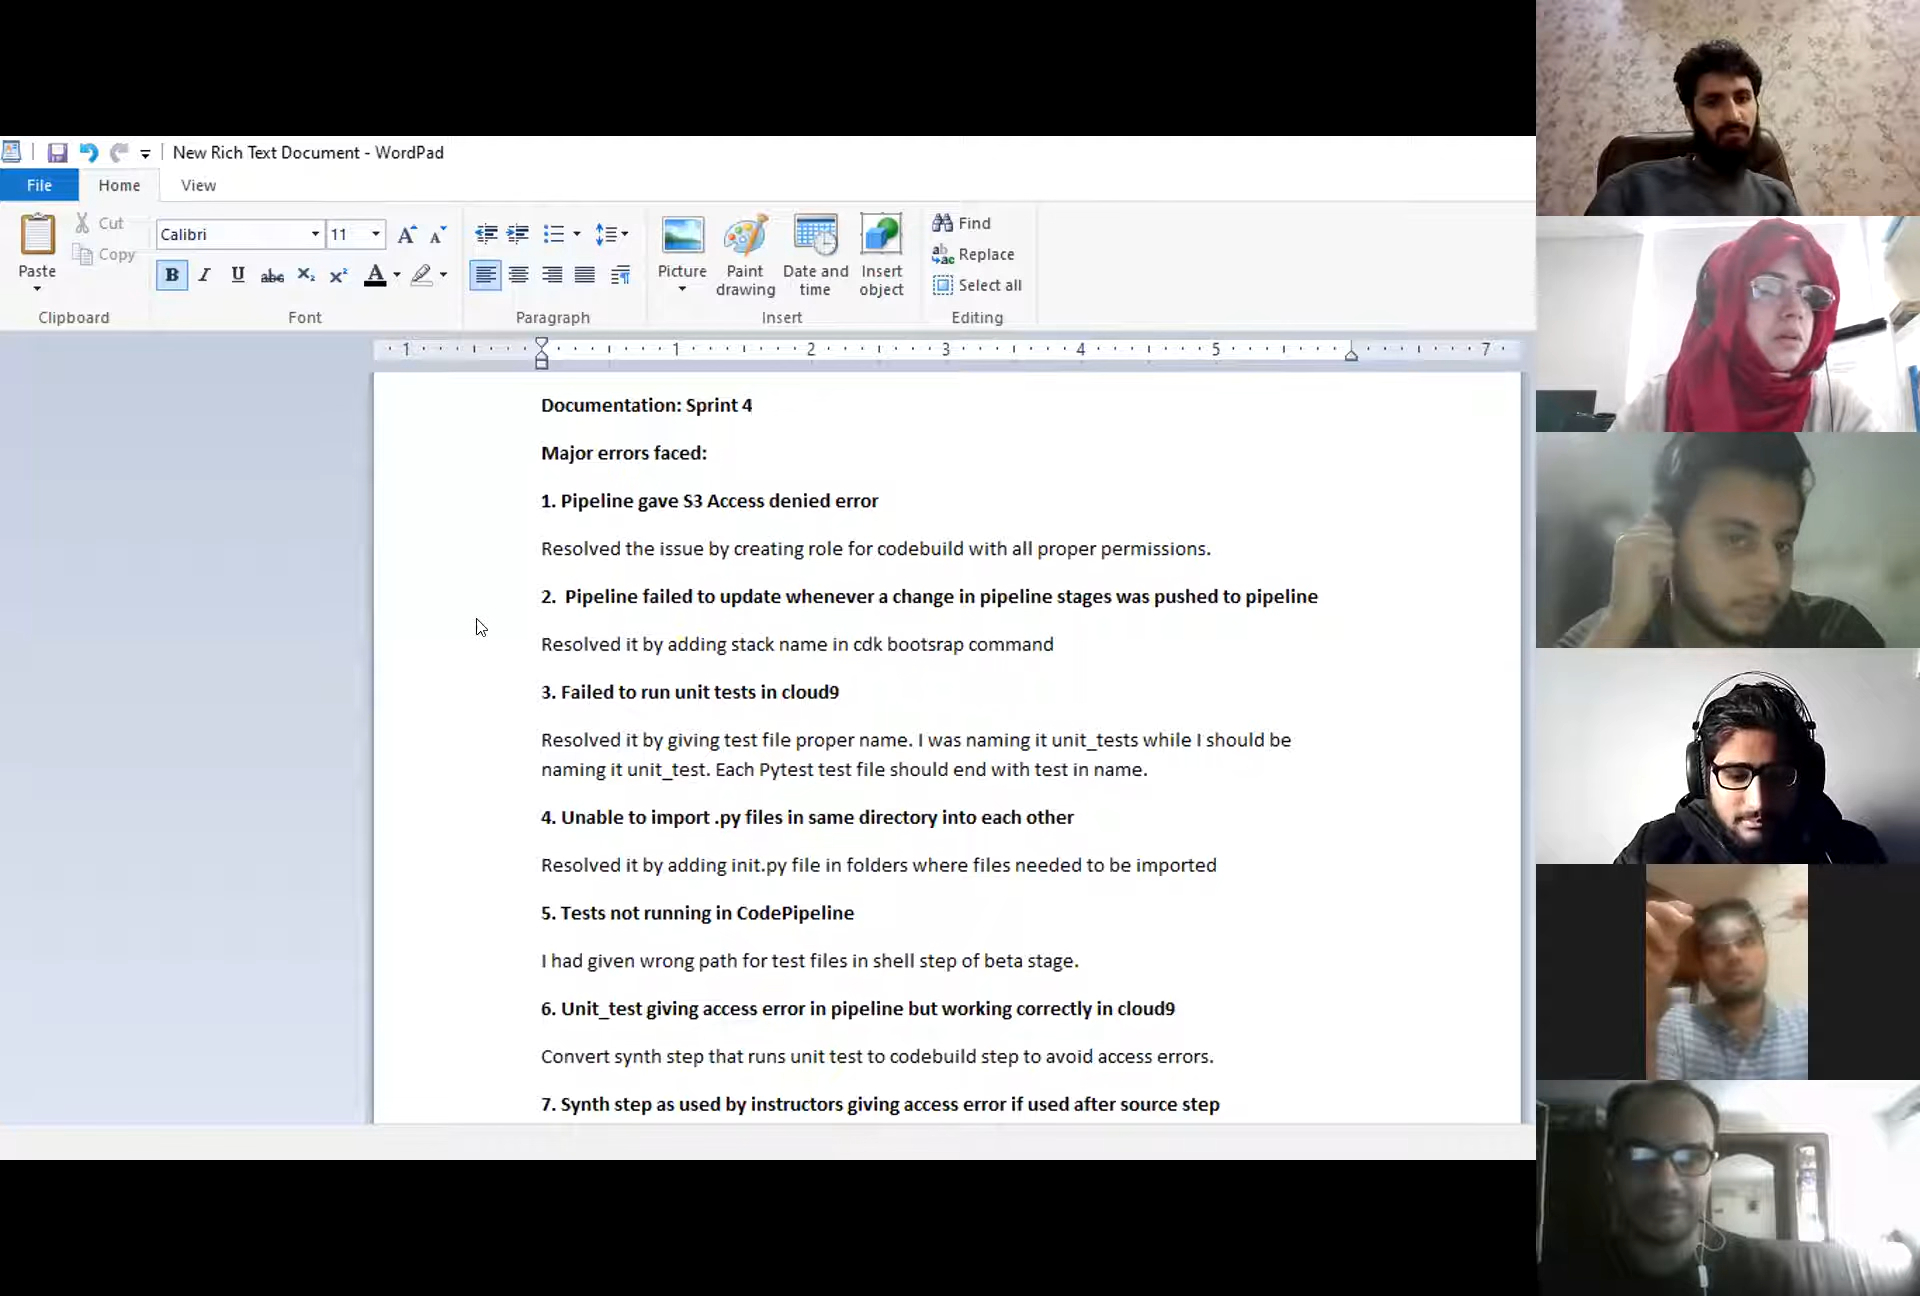 New Rich Text Document - WordPad
File Home View
Paste
Cut
Copy
Clipboard
Calibri 11
B I U abc X₂ X² A
Font
Paragraph
Picture
Paint drawing
Date and time
Insert object
Insert
Find
Replace
Select all
Editing
1 1 2 3 4 5 7
Documentation: Sprint 4
Major errors faced:
1. Pipeline gave S3 Access denied error
Resolved the issue by creating role for codebuild with all proper permissions.
2.  Pipeline failed to update whenever a change in pipeline stages was pushed to pipeline
Resolved it by adding stack name in cdk bootsrap command
3. Failed to run unit tests in cloud9
Resolved it by giving test file proper name. I was naming it unit_tests while I should be
naming it unit_test. Each Pytest test file should end with test in name.
4. Unable to import .py files in same directory into each other
Resolved it by adding init.py file in folders where files needed to be imported
5. Tests not running in CodePipeline
I had given wrong path for test files in shell step of beta stage.
6. Unit_test giving access error in pipeline but working correctly in cloud9
Convert synth step that runs unit test to codebuild step to avoid access errors.
7. Synth step as used by instructors giving access error if used after source step